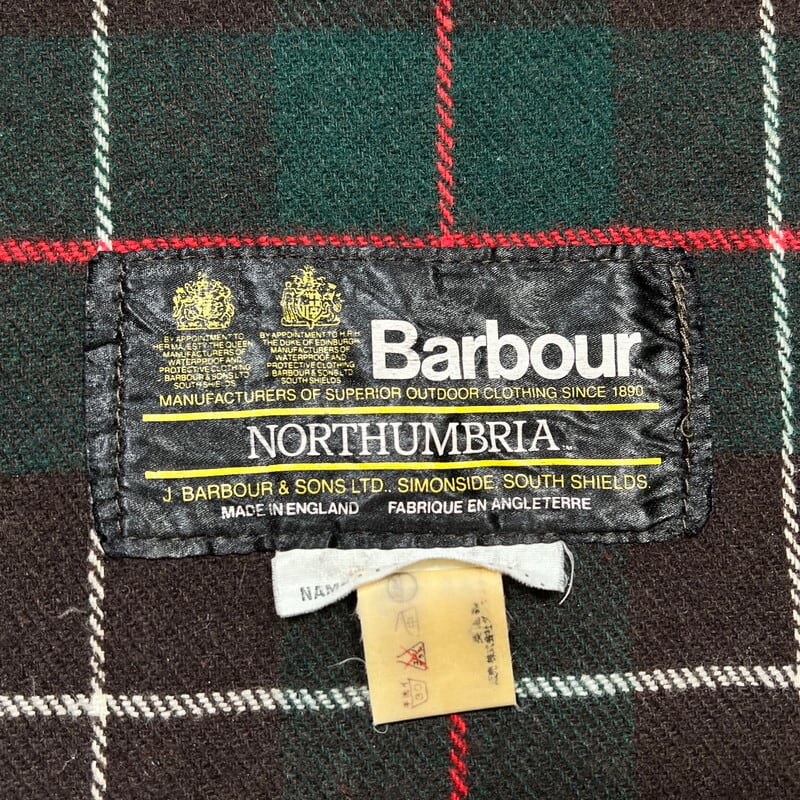 BY APPOINTMENT TO
HER MAJESTY THE QUEEN
MANUFACTURERS OF
WATERPROOF AND
PROTECTIVE CLOTHING
BARBOUR & SONS LTD
SOUTH SHIELDS
BY APPOINTMENT TO H.R.H.
THE DUKE OF EDINBURGH
MANUFACTURERS OF
WATERPROOF AND
PROTECTIVE CLOTHING
BARBOUR & SONS LTD
SOUTH SHIELDS
Barbour™
MANUFACTURERS OF SUPERIOR OUTDOOR CLOTHING SINCE 1890
NORTHUMBRIA™
J. BARBOUR & SONS LTD., SIMONSIDE, SOUTH SHIELDS.
MADE IN ENGLAND FABRIQUE EN ANGLETERRE